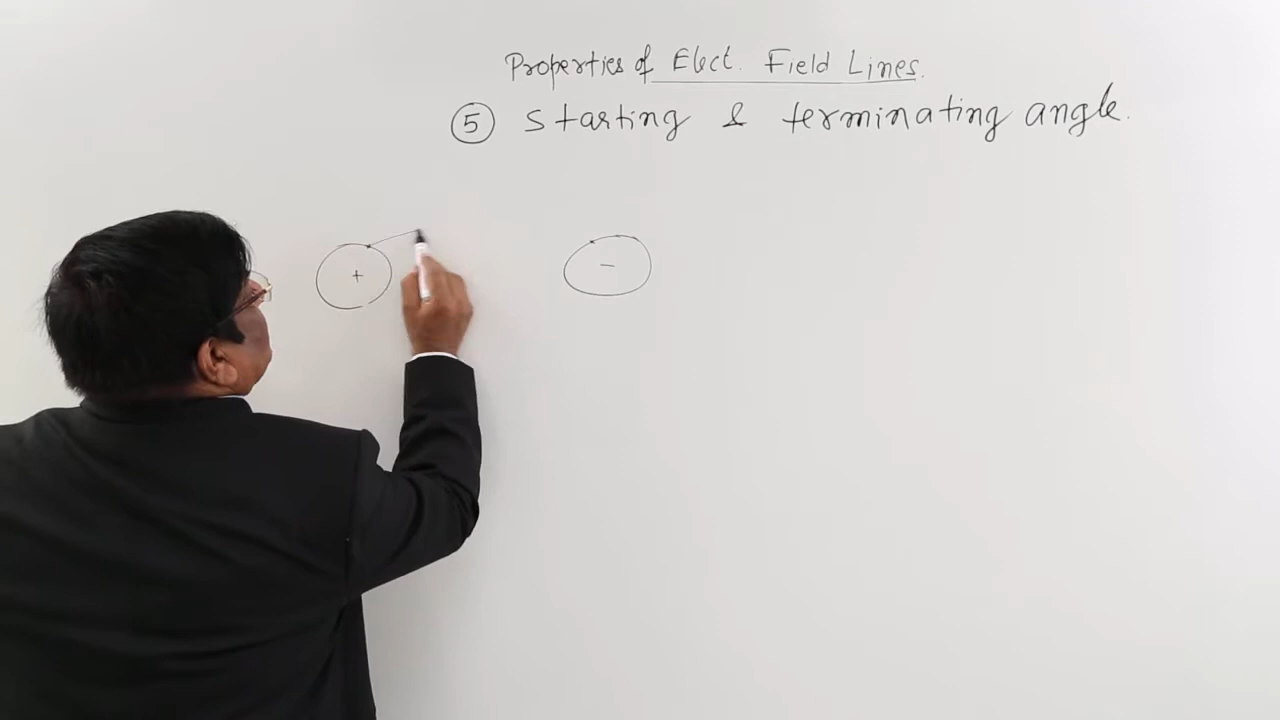 Properties of Elect. Field Lines.
5 starting & terminating angle.
+ -